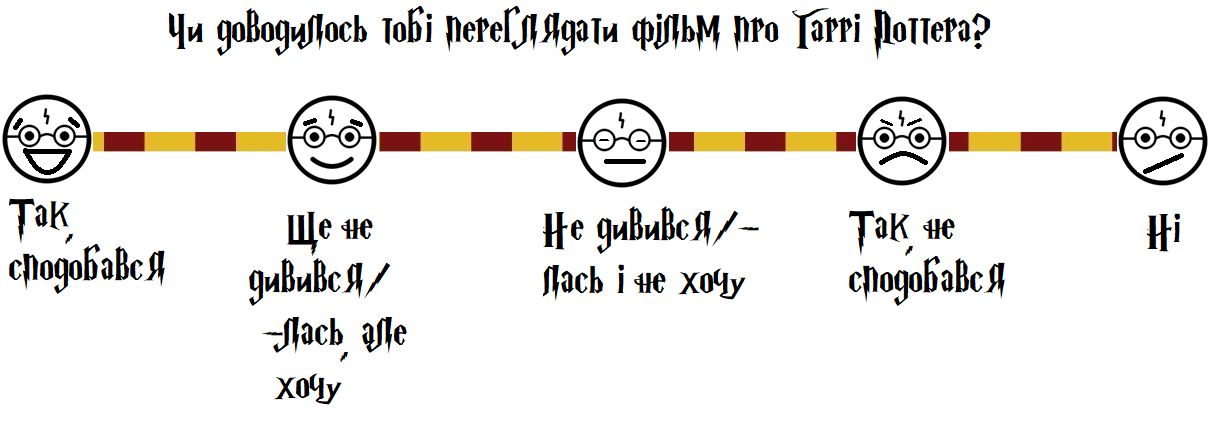 Чи доводилось тобі переглядати фільм про Гаррі Поттера?
Так,
сподобався
Ще не
дивився/
-лась, але
хочу
Не дивився/-
лась і не хочу
Так, не
сподобався
Ні